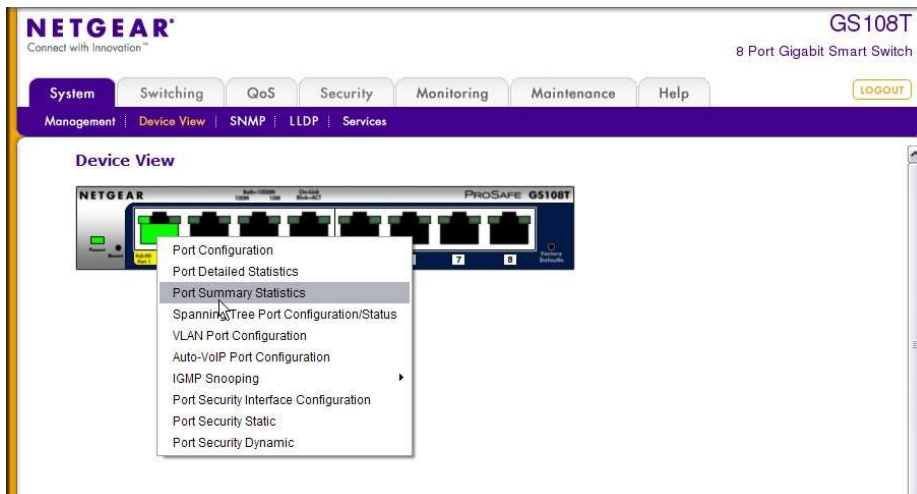 NETGEAR®
GS108T
Connect with Innovation™
8 Port Gigabit Smart Switch
System Switching QoS Security Monitoring Maintenance Help LOGOUT
Management Device View SNMP LLDP Services
Device View
NETGEAR PROSAFE GS108T
Port Configuration
Port Detailed Statistics
7 8
Factory Defaults
Port Summary Statistics
Spanning Tree Port Configuration/Status
VLAN Port Configuration
Auto-VoIP Port Configuration
IGMP Snooping
Port Security Interface Configuration
Port Security Static
Port Security Dynamic